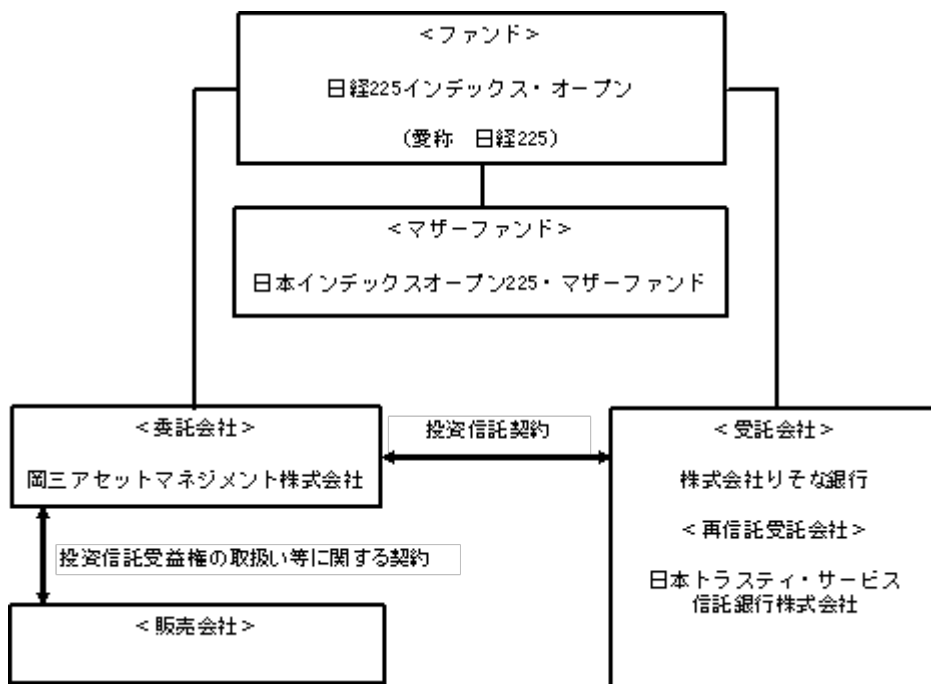 <ファンド>
日経225インデックス・オープン
(愛称 日経225)
<マザーファンド>
日本インデックスオープン225・マザーファンド
<委託会社>
岡三アセットマネジメント株式会社
投資信託契約
<受託会社>
株式会社りそな銀行
<再信託受託会社>
日本トラスティ・サービス
信託銀行株式会社
投資信託受益権の取扱い等に関する契約
<販売会社>